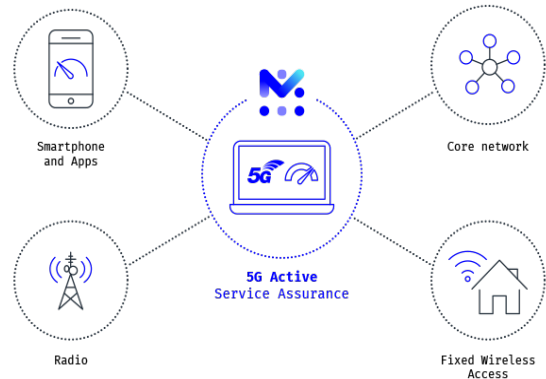 Smartphone
and Apps
Core network
5G
5G Active
Service Assurance
Radio
Fixed Wireless
Access